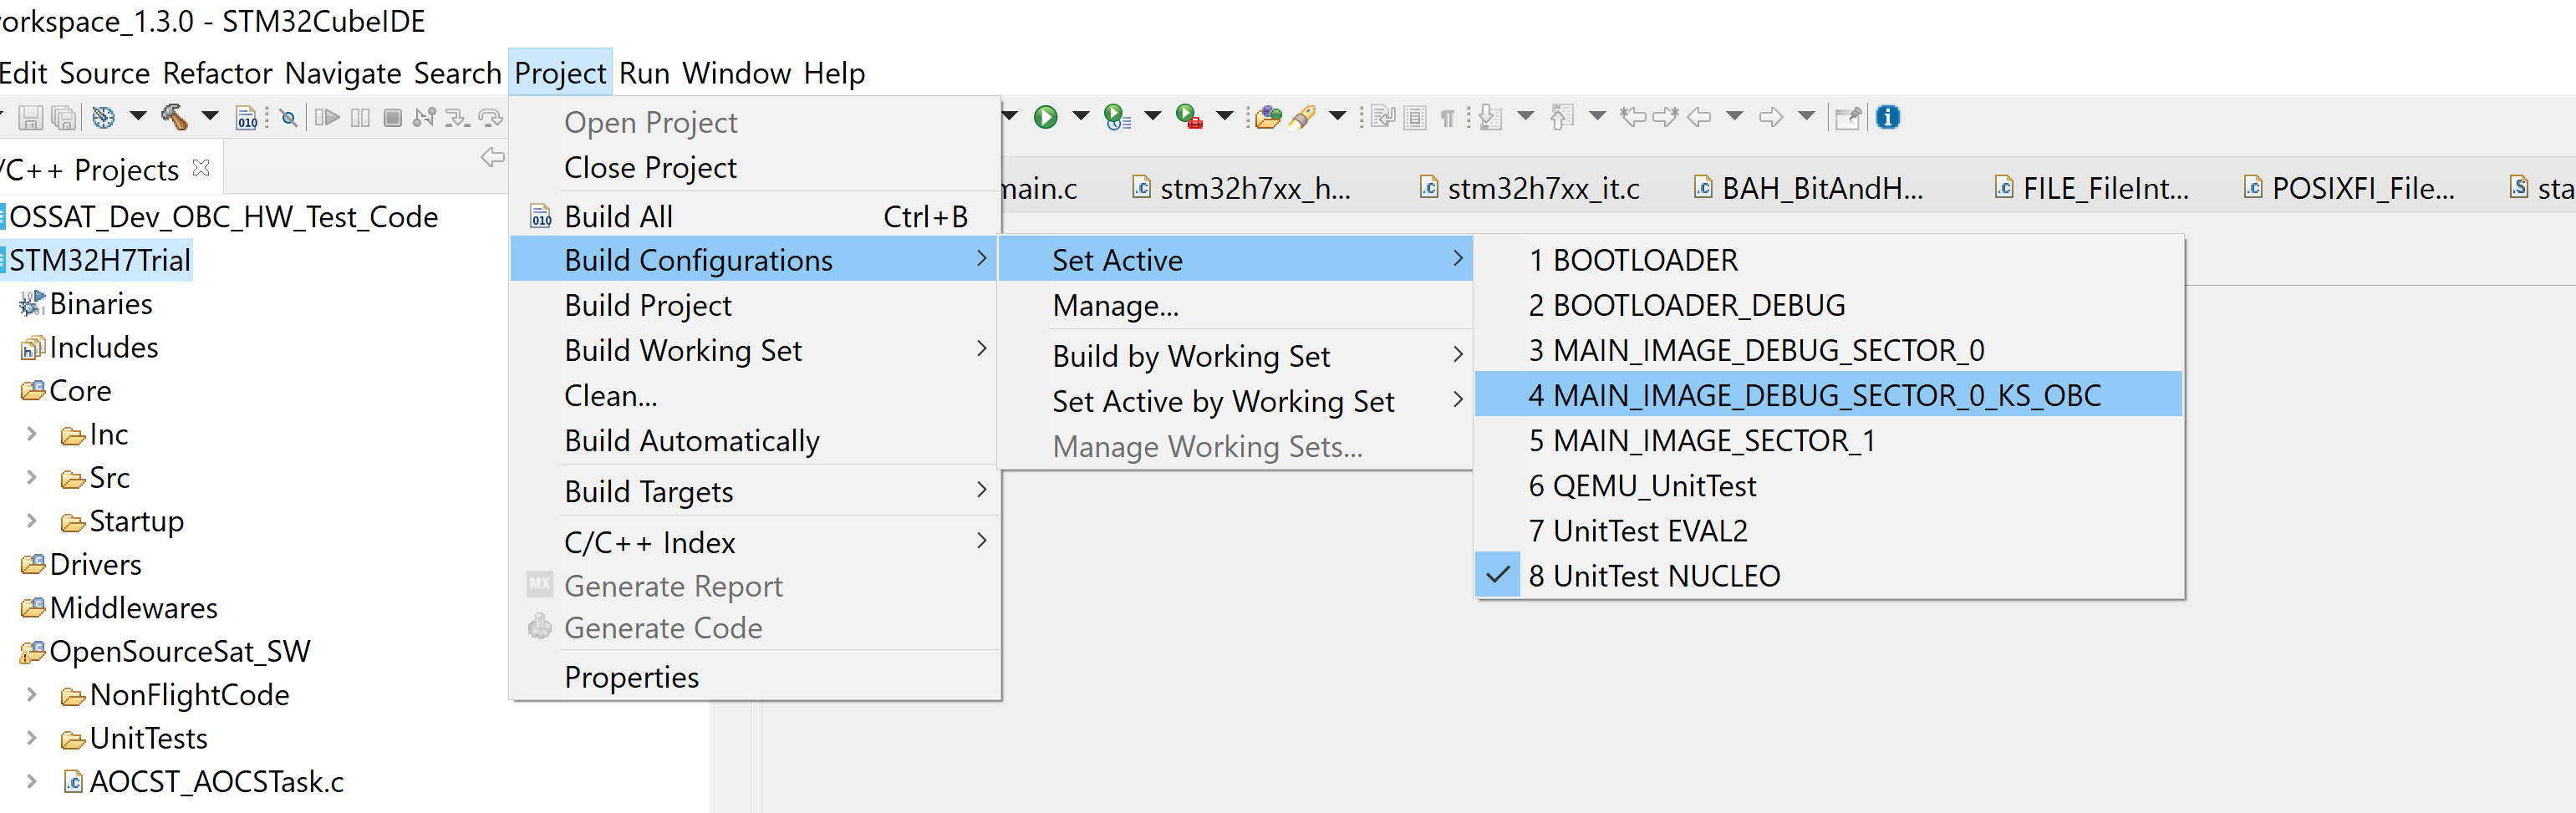 orkspace_1.3.0 - STM32CubeIDE
Edit Source Refactor Navigate Search Project Run Window Help
/C++ Projects
main.c
stm32h7xx_h...
stm32h7xx_it.c
BAH_BitAndH...
FILE_FileInt...
POSIXFI_File...
sta
OSSAT_Dev_OBC_HW_Test_Code
STM32H7Trial
Binaries
Includes
Core
Inc
Src
Startup
Drivers
Middlewares
OpenSourceSat_SW
NonFlightCode
UnitTests
AOCST_AOCSTask.c
Open Project
Close Project
Build All Ctrl+B
Build Configurations
Build Project
Build Working Set
Clean...
Build Automatically
Build Targets
C/C++ Index
MX Generate Report
Generate Code
Properties
Set Active
Manage...
Build by Working Set
Set Active by Working Set
Manage Working Sets...
1 BOOTLOADER
2 BOOTLOADER_DEBUG
3 MAIN_IMAGE_DEBUG_SECTOR_0
4 MAIN_IMAGE_DEBUG_SECTOR_0_KS_OBC
5 MAIN_IMAGE_SECTOR_1
6 QEMU_UnitTest
7 UnitTest EVAL2
8 UnitTest NUCLEO